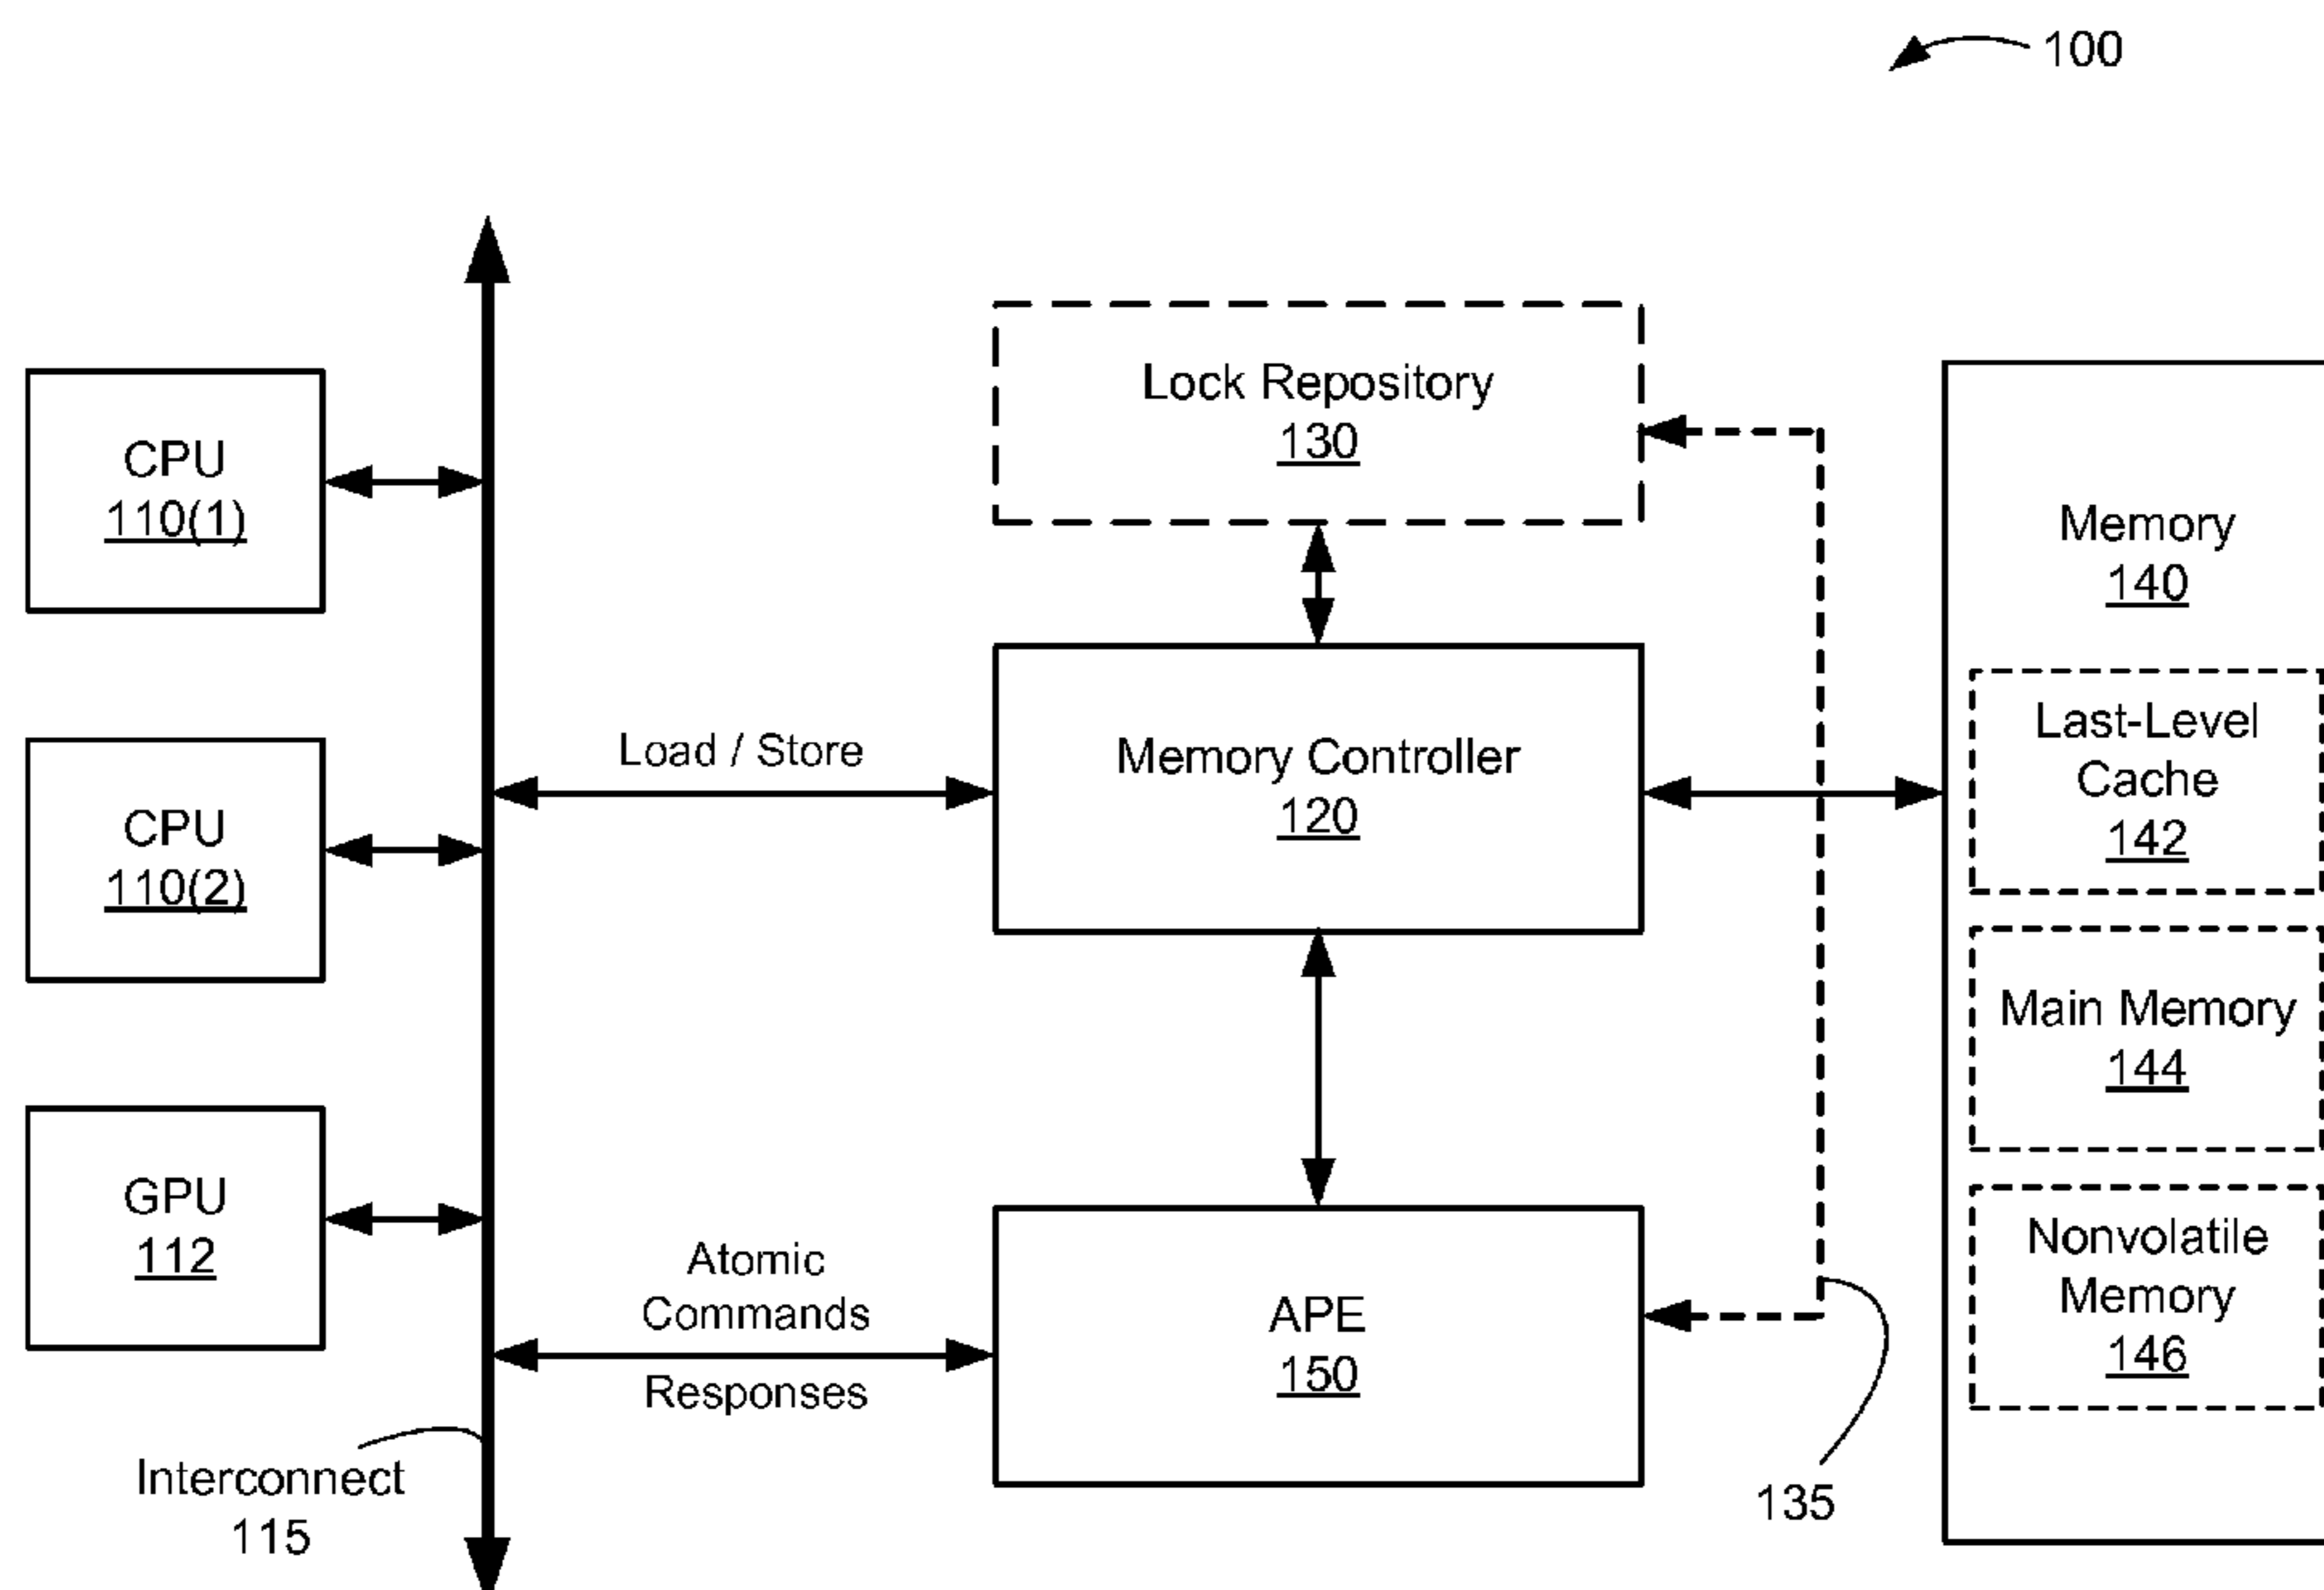 100
CPU
110(1)
CPU
110(2)
GPU
112
Interconnect
115
Load / Store
Atomic
Commands
Responses
Lock Repository
130
Memory Controller
120
APE
150
135
Memory
140
Last-Level
Cache
142
Main Memory
144
Nonvolatile
Memory
146